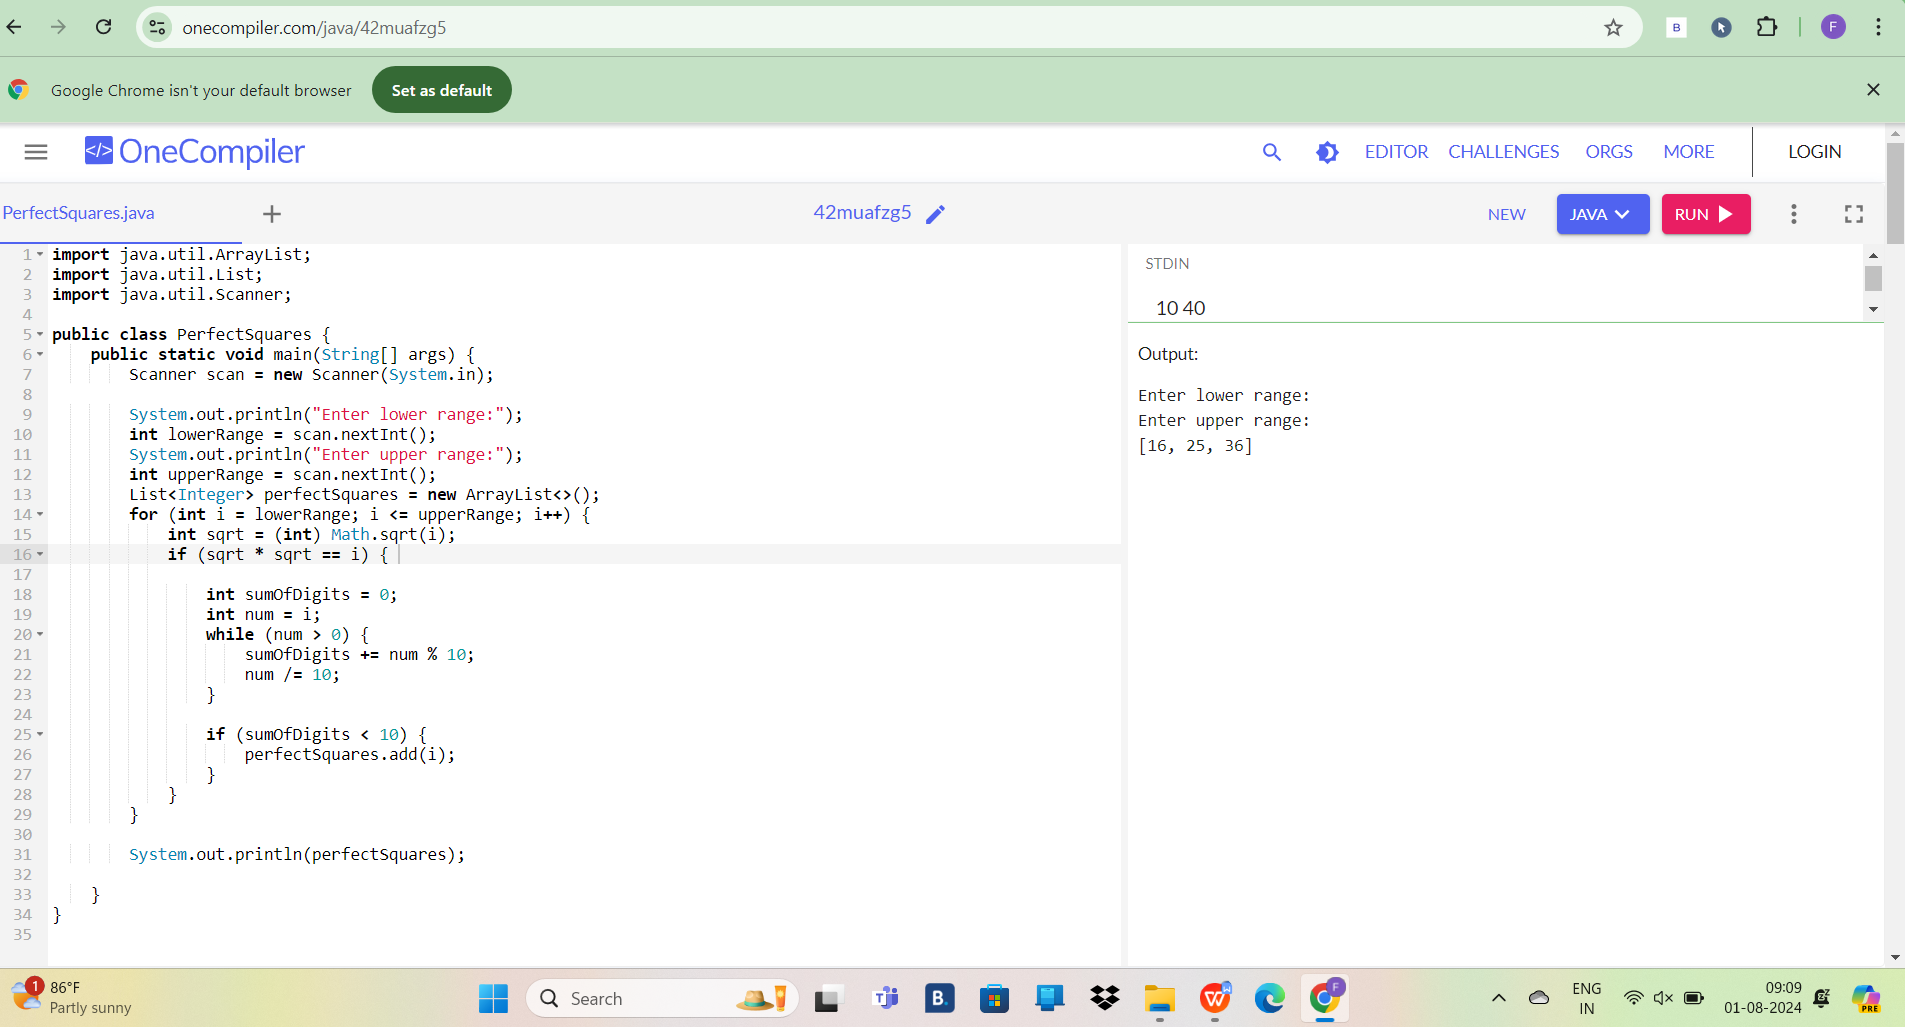 onecompiler.com/java/42muafzg5
B
F
Google Chrome isn't your default browser
Set as default
</> OneCompiler
EDITOR CHALLENGES ORGS MORE LOGIN
PerfectSquares.java
42muafzg5
NEW JAVA RUN
1 import java.util.ArrayList;
2 import java.util.List;
3 import java.util.Scanner;
4
5 public class PerfectSquares {
6 public static void main(String[] args) {
7 Scanner scan = new Scanner(System.in);
8
9 System.out.println("Enter lower range:");
10 int lowerRange = scan.nextInt();
11 System.out.println("Enter upper range:");
12 int upperRange = scan.nextInt();
13 List<Integer> perfectSquares = new ArrayList<>();
14 for (int i = lowerRange; i <= upperRange; i++) {
15 int sqrt = (int) Math.sqrt(i);
16 if (sqrt * sqrt == i) {
17
18 int sumOfDigits = 0;
19 int num = i;
20 while (num > 0) {
21 sumOfDigits += num % 10;
22 num /= 10;
23 }
24
25 if (sumOfDigits < 10) {
26 perfectSquares.add(i);
27 }
28 }
29 }
30
31 System.out.println(perfectSquares);
32
33 }
34 }
35
STDIN
10 40
Output:
Enter lower range:
Enter upper range:
[16, 25, 36]
1
86°F
Partly sunny
Search
B.
F
ENG
IN
09:09
01-08-2024
PRE